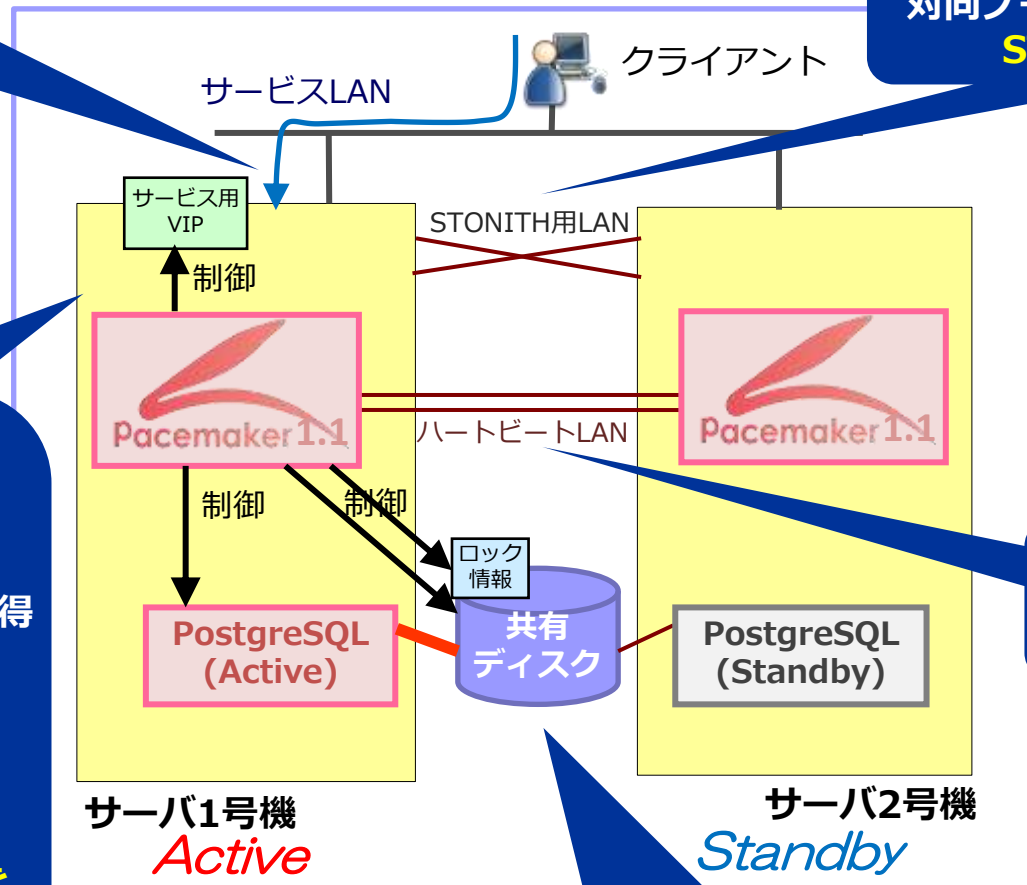 対向
S
クライアント
サービスLAN
サービス用
VIP
STONITH用LAN
制御
Pacemaker 1.1
Pacemaker 1.1
ハートビートLAN
制御
制御
ロック
情報
得
PostgreSQL
(Active)
共有
ディスク
PostgreSQL
(Standby)
サーバ1号機
サーバ2号機
Active
Standby